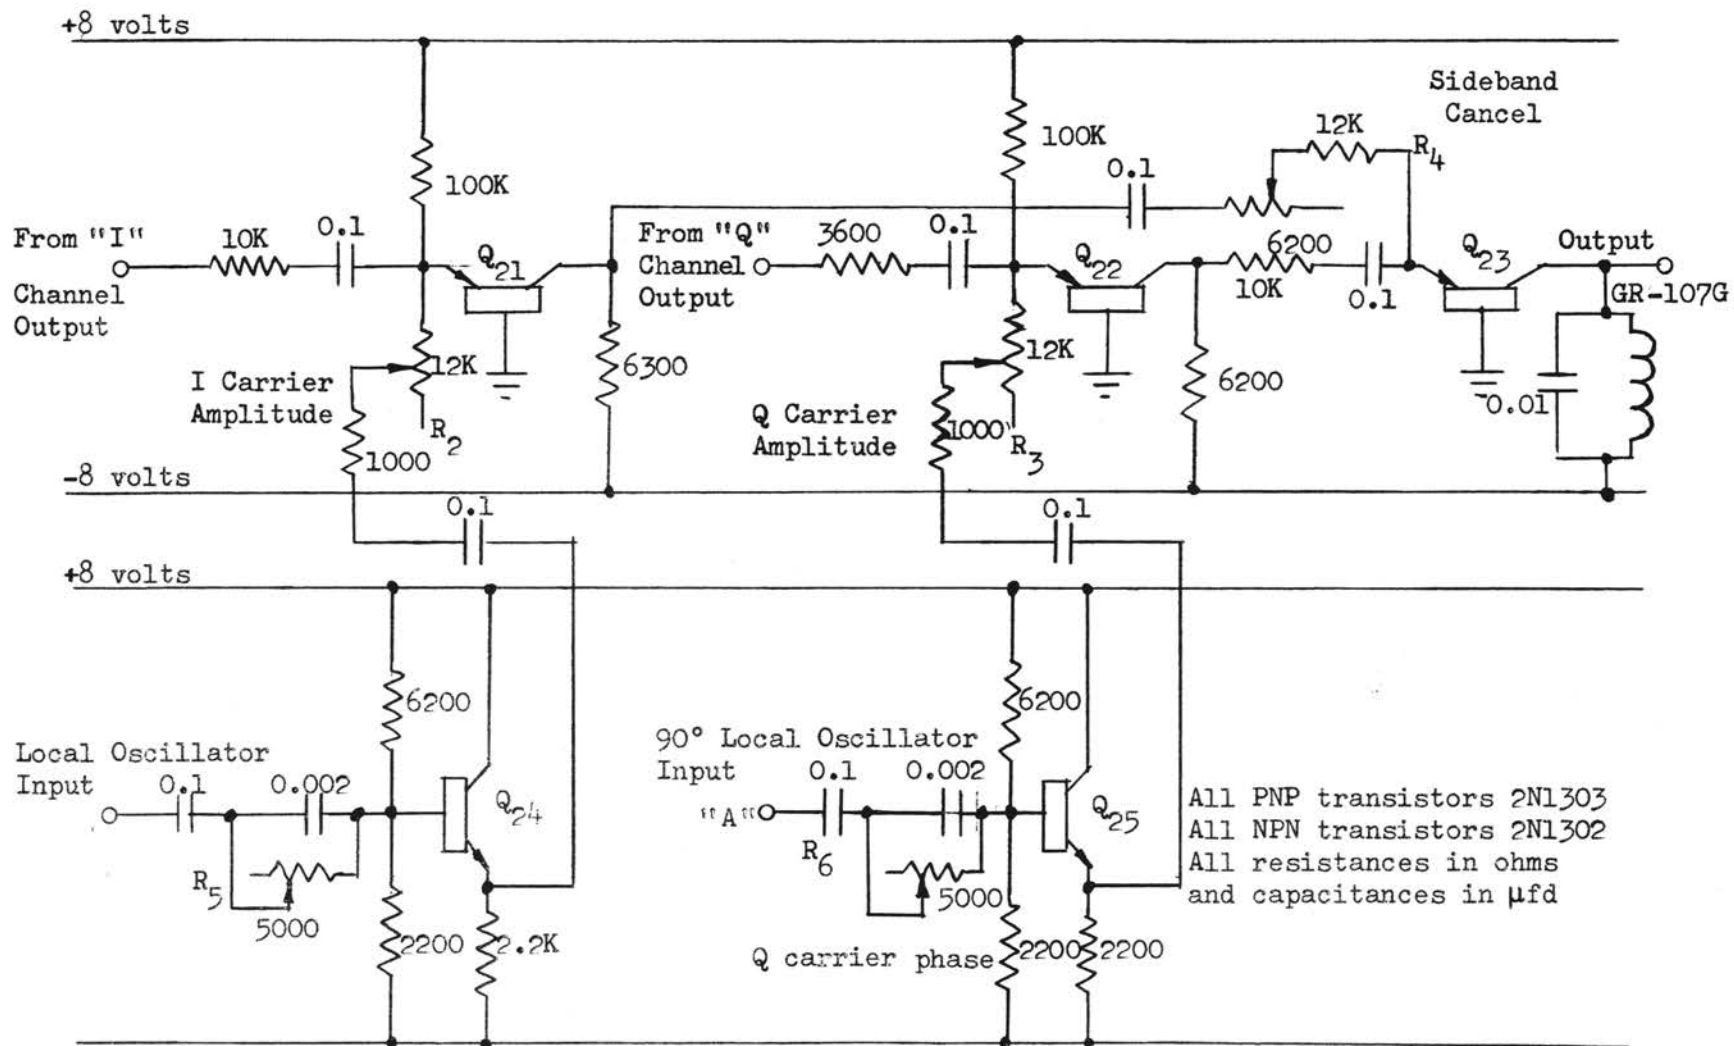 +8 volts
Sideband
Cancel
12K
R4
100K
100K
0.1
From "I"
Channel
Output
10K
0.1
Q21
From "Q"
Channel
Output
3600
0.1
Q22
6200
10K
0.1
Q23
Output
GR-107G
I Carrier
Amplitude
12K
R2
1000
6300
Q Carrier
Amplitude
12K
1000
R3
6200
0.01
-8 volts
0.1
0.1
+8 volts
6200
6200
Local Oscillator
Input
0.1
0.002
Q24
R5
5000
2200
2.2K
90° Local Oscillator
Input
"A"
0.1
0.002
Q25
R6
5000
Q carrier phase
2200
2200
All PNP transistors 2N1303
All NPN transistors 2N1302
All resistances in ohms
and capacitances in µfd